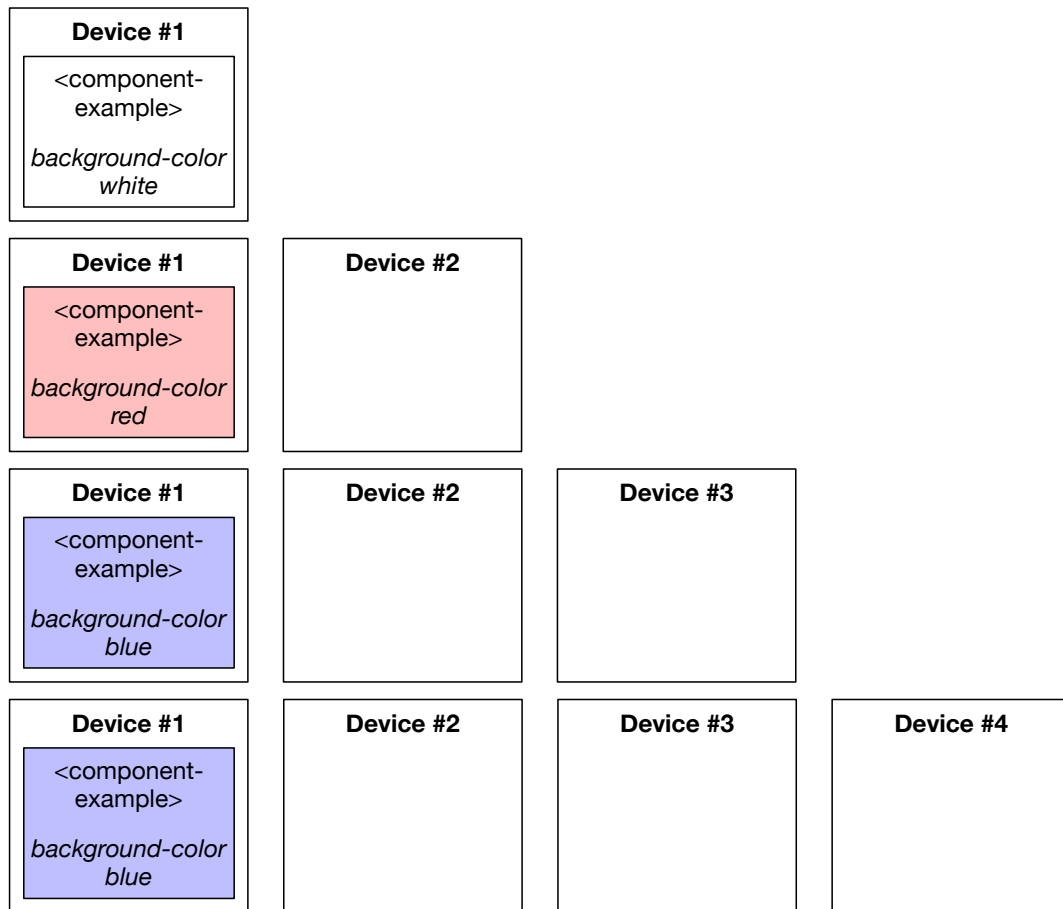 Device #1
<component-
example>
background-color
white
Device #1
<component-
example>
background-color
red
Device #2
Device #1
<component-
example>
background-color
blue
Device #2
Device #3
Device #1
<component-
example>
background-color
blue
Device #2
Device #3
Device #4